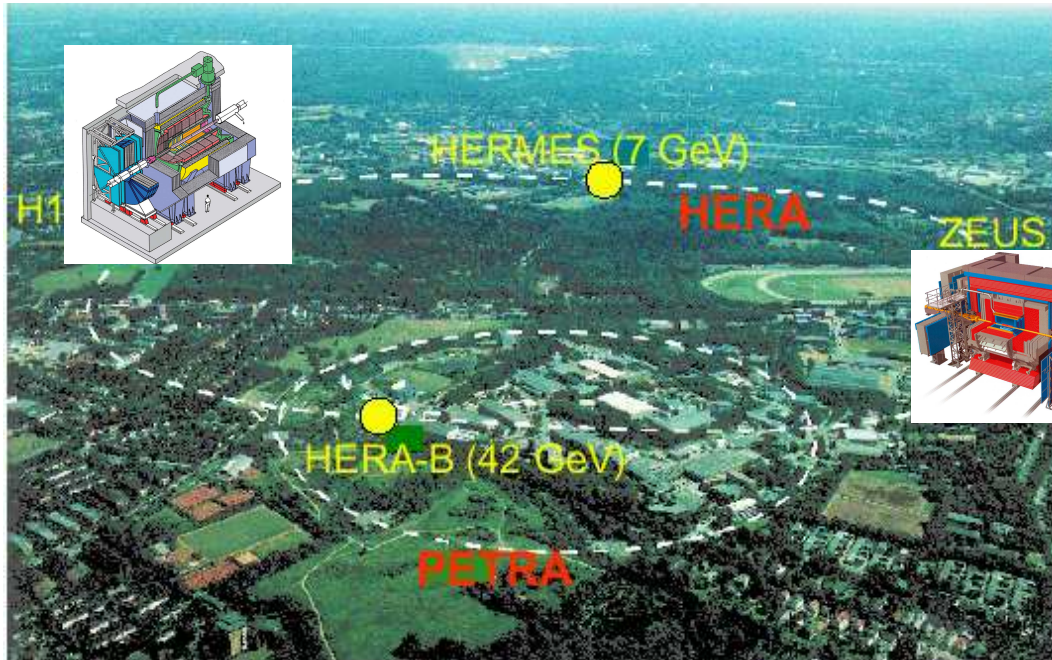 HERMES (7 GeV)
H1
HERA
ZEUS
HERA-B (42 GeV)
PETRA